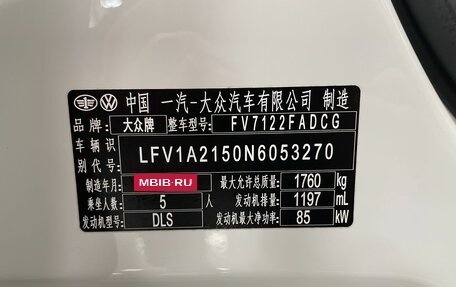 中国 一汽-大众汽车有限公司 制造
品牌: 大众牌 整车型号: FV7122FADCG
车辆识别代号: LFV1A2150N6053270
制造年月: MBIB.RU 最大允许总质量: 1760 kg
乘坐人数: 5 人 发动机排量: 1197 mL
发动机型号: DLS 发动机最大净功率: 85 kW